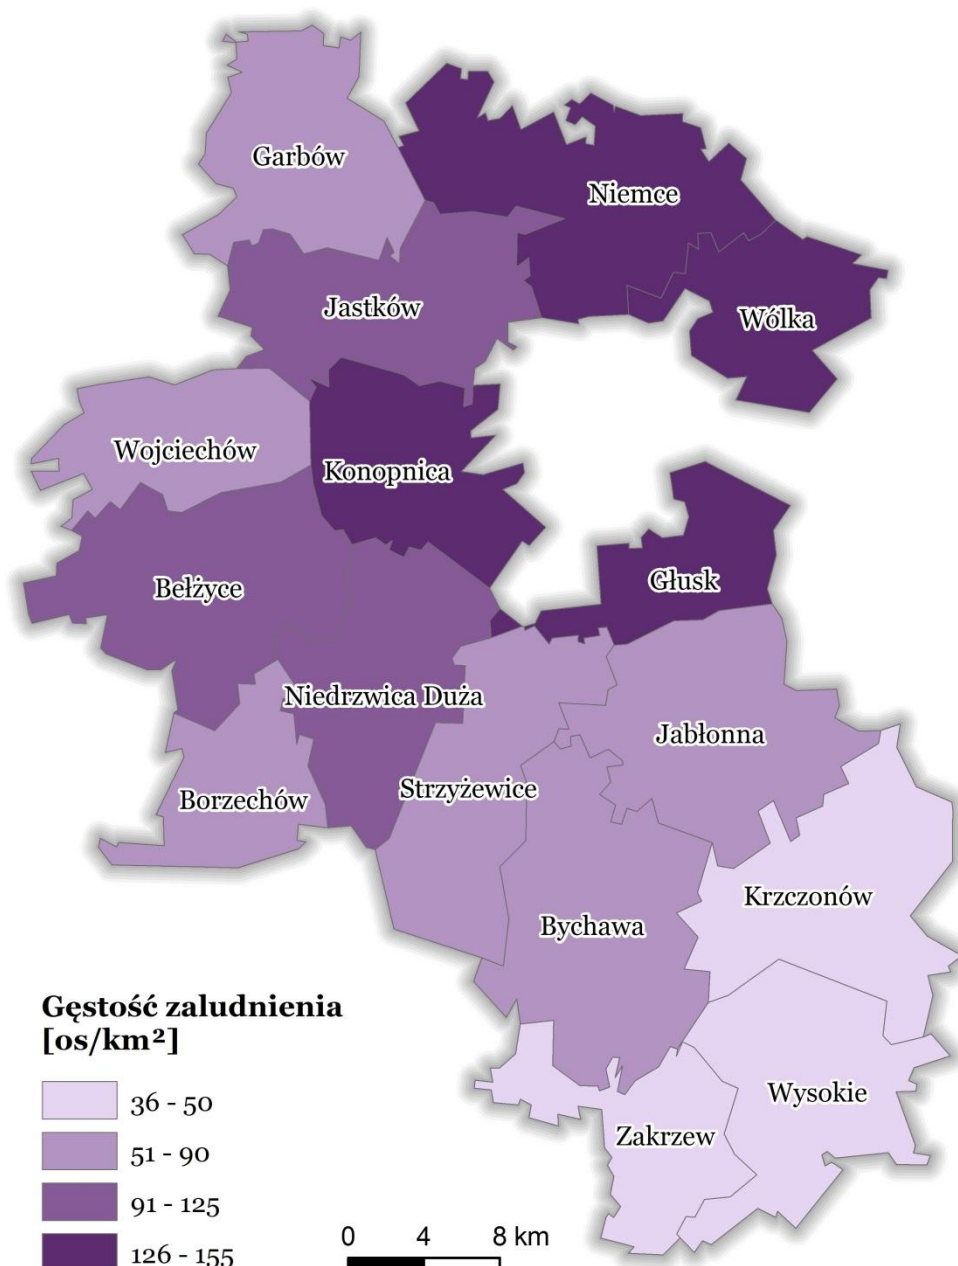 Garbów
Niemce
Jastków
Wólka
Wojciechów
Konopnica
Bełżyce
Głusk
Niedrzwica Duża
Jabłonna
Strzyżewice
Borzechów
Krzczonów
Bychawa
Wysokie
Zakrzew
Gęstość zaludnienia
[os/km²]
36 - 50
51 - 90
91 - 125
126 - 155
0 4 8 km